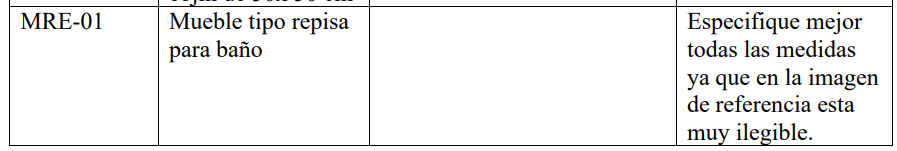 MRE-01
Mueble tipo repisa
para baño
Especifique mejor
todas las medidas
ya que en la imagen
de referencia esta
muy ilegible.